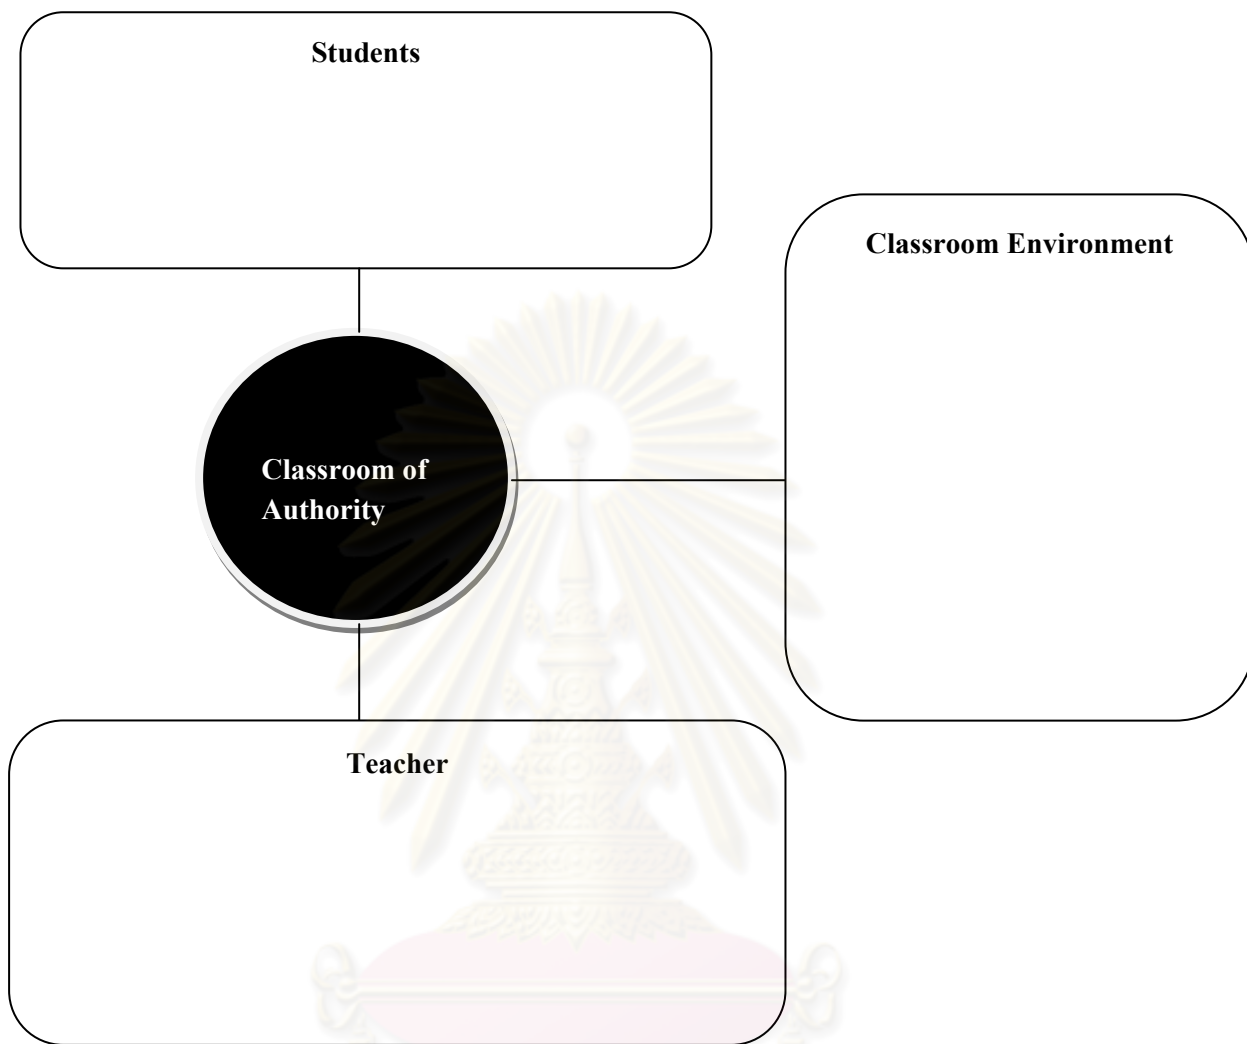 Students
Classroom Environment
Classroom of
Authority
Teacher